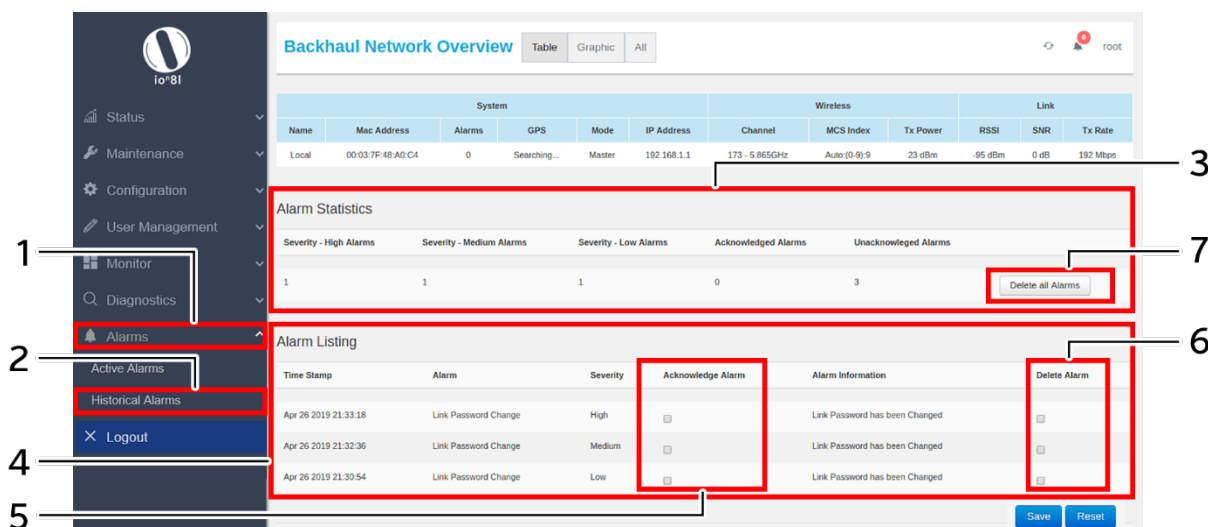 Backhaul Network Overview Table Graphic All 0 root
io"8I
System Wireless Link
Name Mac Address Alarms GPS Mode IP Address Channel MCS Index Tx Power RSSI SNR Tx Rate
Local 00:03:7F:48:A0:C4 0 Searching... Master 192.168.1.1 173 - 5.865GHz Auto:(0-9):9 23 dBm -95 dBm 0 dB 192 Mbps
Status
Maintenance
Configuration
User Management
Monitor
Diagnostics
Alarms
Active Alarms
Historical Alarms
Logout
Alarm Statistics
Severity - High Alarms Severity - Medium Alarms Severity - Low Alarms Acknowledged Alarms Unacknowleged Alarms
1 1 1 0 3 Delete all Alarms
Alarm Listing
Time Stamp Alarm Severity Acknowledge Alarm Alarm Information Delete Alarm
Apr 26 2019 21:33:18 Link Password Change High Link Password has been Changed
Apr 26 2019 21:32:36 Link Password Change Medium Link Password has been Changed
Apr 26 2019 21:30:54 Link Password Change Low Link Password has been Changed
Save Reset
1
2
3
4
5
6
7